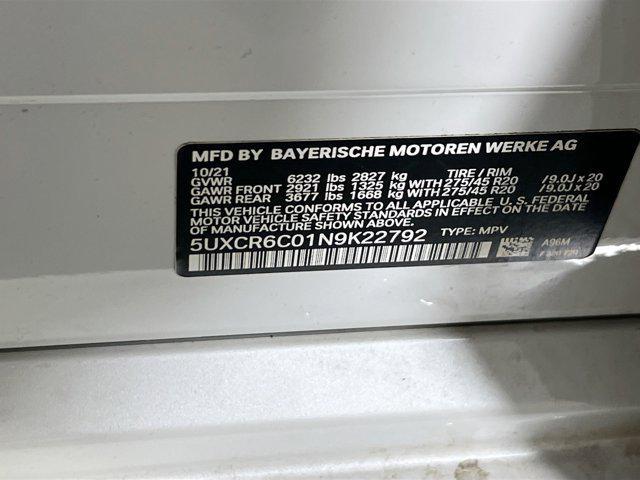 MFD BY BAYERISCHE MOTOREN WERKE AG
10/21 TIRE / RIM
GVWR 6232 lbs 2827 kg
GAWR FRONT 2921 lbs 1325 kg WITH 275/45 R20 /9.0J x 20
GAWR REAR 3677 lbs 1668 kg WITH 275/45 R20 /9.0J x 20
THIS VEHICLE CONFORMS TO ALL APPLICABLE U.S. FEDERAL
MOTOR VEHICLE SAFETY STANDARDS IN EFFECT ON THE DATE
OF MANUFACTURE SHOWN ABOVE.
5UXCR6C01N9K22792 TYPE: MPV
A96M